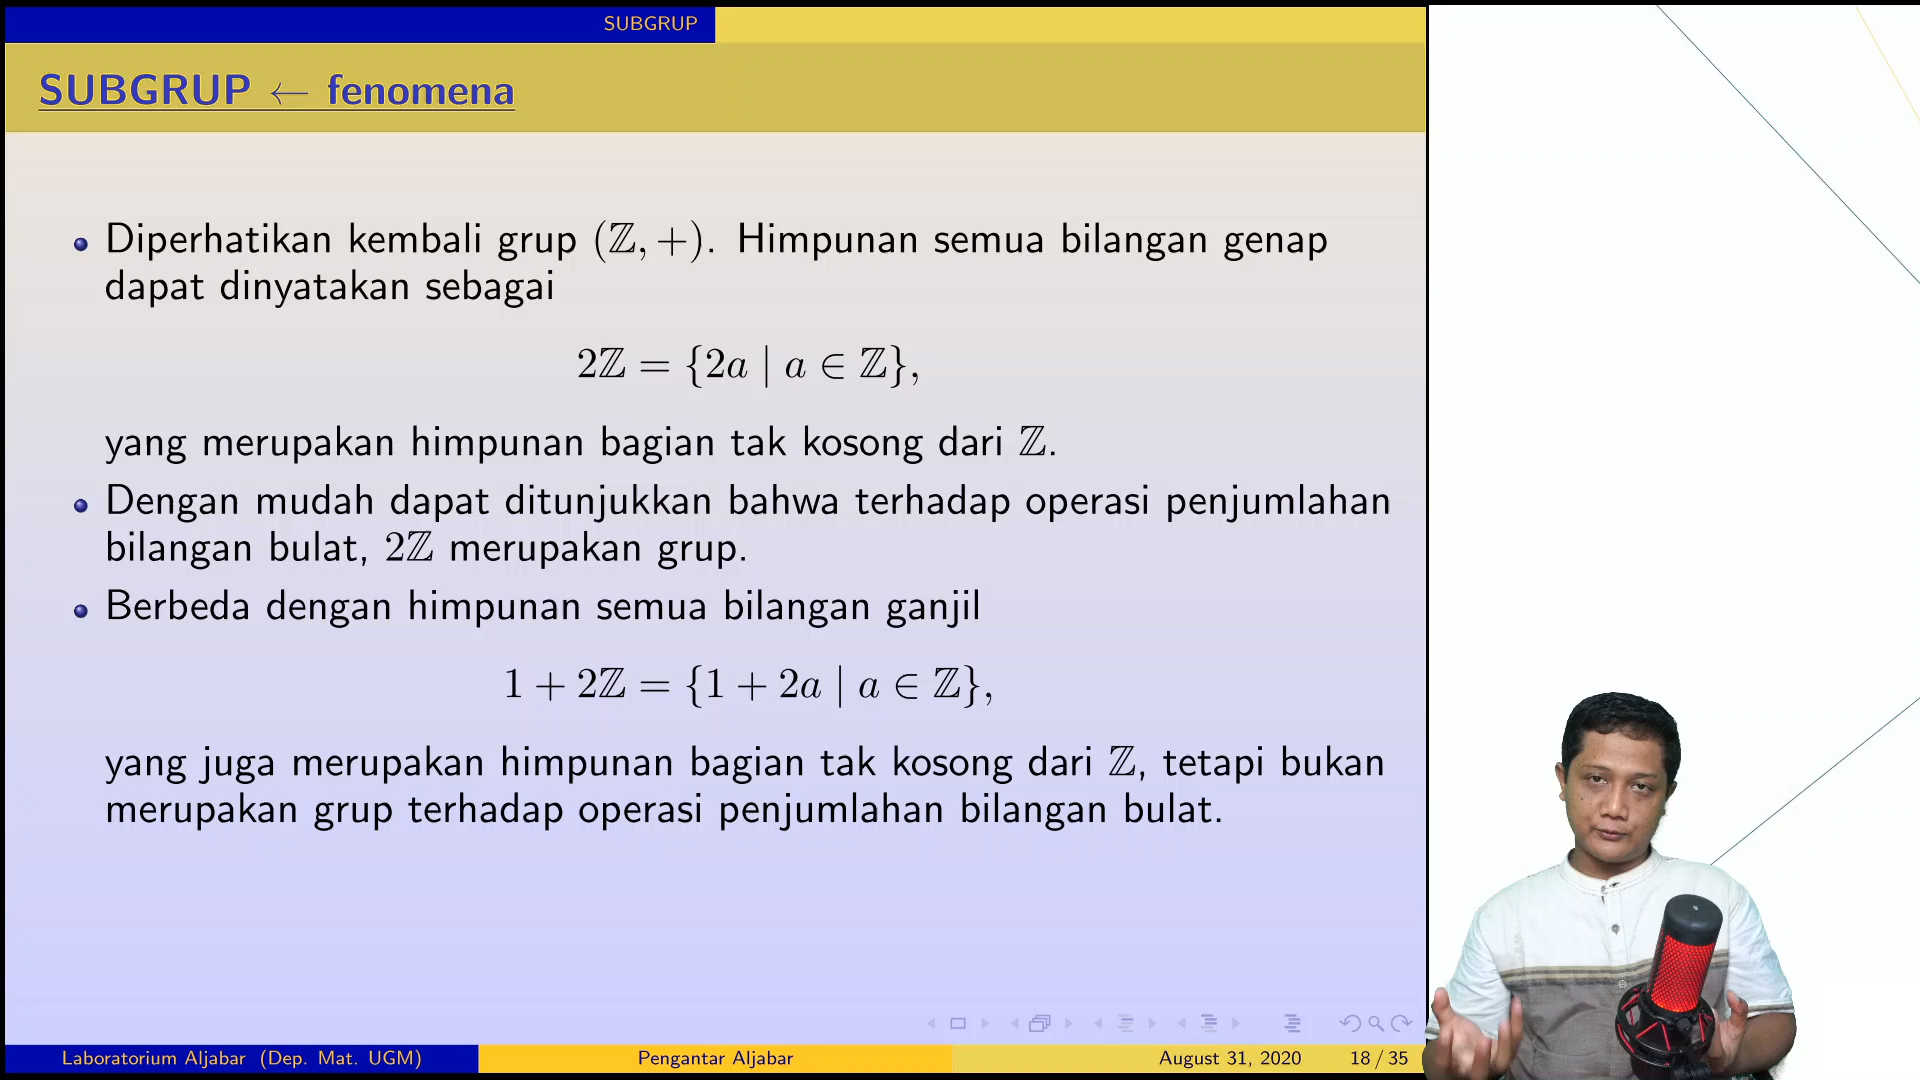 SUBGRUP
SUBGRUP ← fenomena
Diperhatikan kembali grup (ℤ, +). Himpunan semua bilangan genap
dapat dinyatakan sebagai
2ℤ = {2a | a ∈ ℤ},
yang merupakan himpunan bagian tak kosong dari ℤ.
Dengan mudah dapat ditunjukkan bahwa terhadap operasi penjumlahan
bilangan bulat, 2ℤ merupakan grup.
Berbeda dengan himpunan semua bilangan ganjil
1 + 2ℤ = {1 + 2a | a ∈ ℤ},
yang juga merupakan himpunan bagian tak kosong dari ℤ, tetapi bukan
merupakan grup terhadap operasi penjumlahan bilangan bulat.
Laboratorium Aljabar (Dep. Mat. UGM) Pengantar Aljabar August 31, 2020 18 / 35